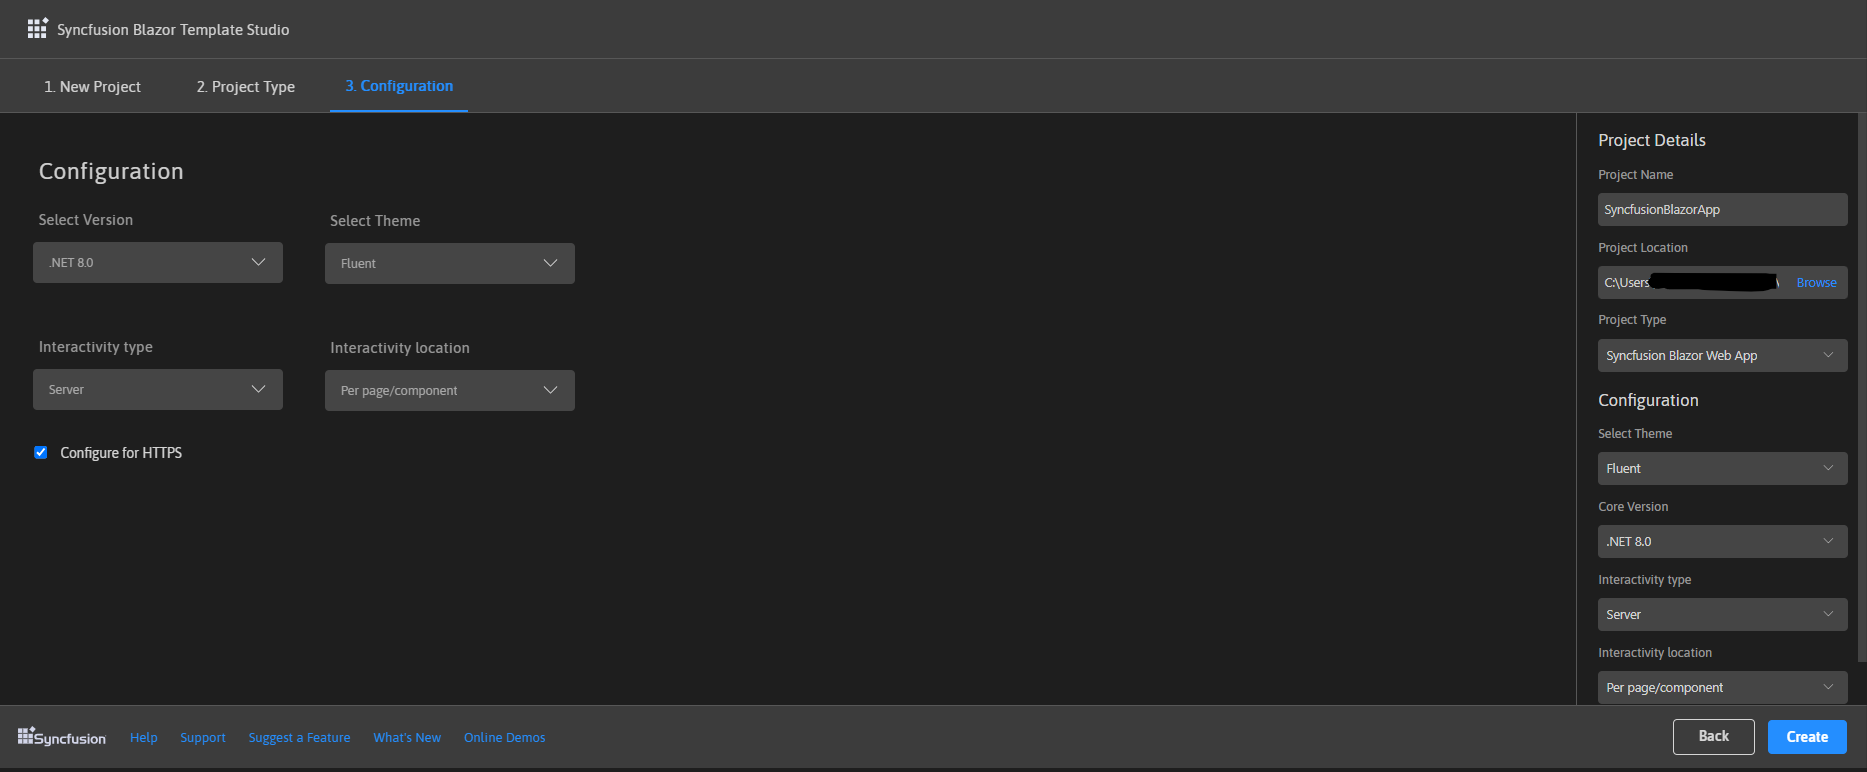 Syncfusion Blazor Template Studio
1. New Project
2. Project Type
3. Configuration
Configuration
Select Version
Select Theme
.NET 8.0
Fluent
Interactivity type
Interactivity location
Server
Per page/component
Configure for HTTPS
Project Details
Project Name
SyncfusionBlazorApp
Project Location
C:\Users \ Browse
Project Type
Syncfusion Blazor Web App
Configuration
Select Theme
Fluent
Core Version
.NET 8.0
Interactivity type
Server
Interactivity location
Per page/component
Syncfusion
Help
Support
Suggest a Feature
What's New
Online Demos
Back
Create